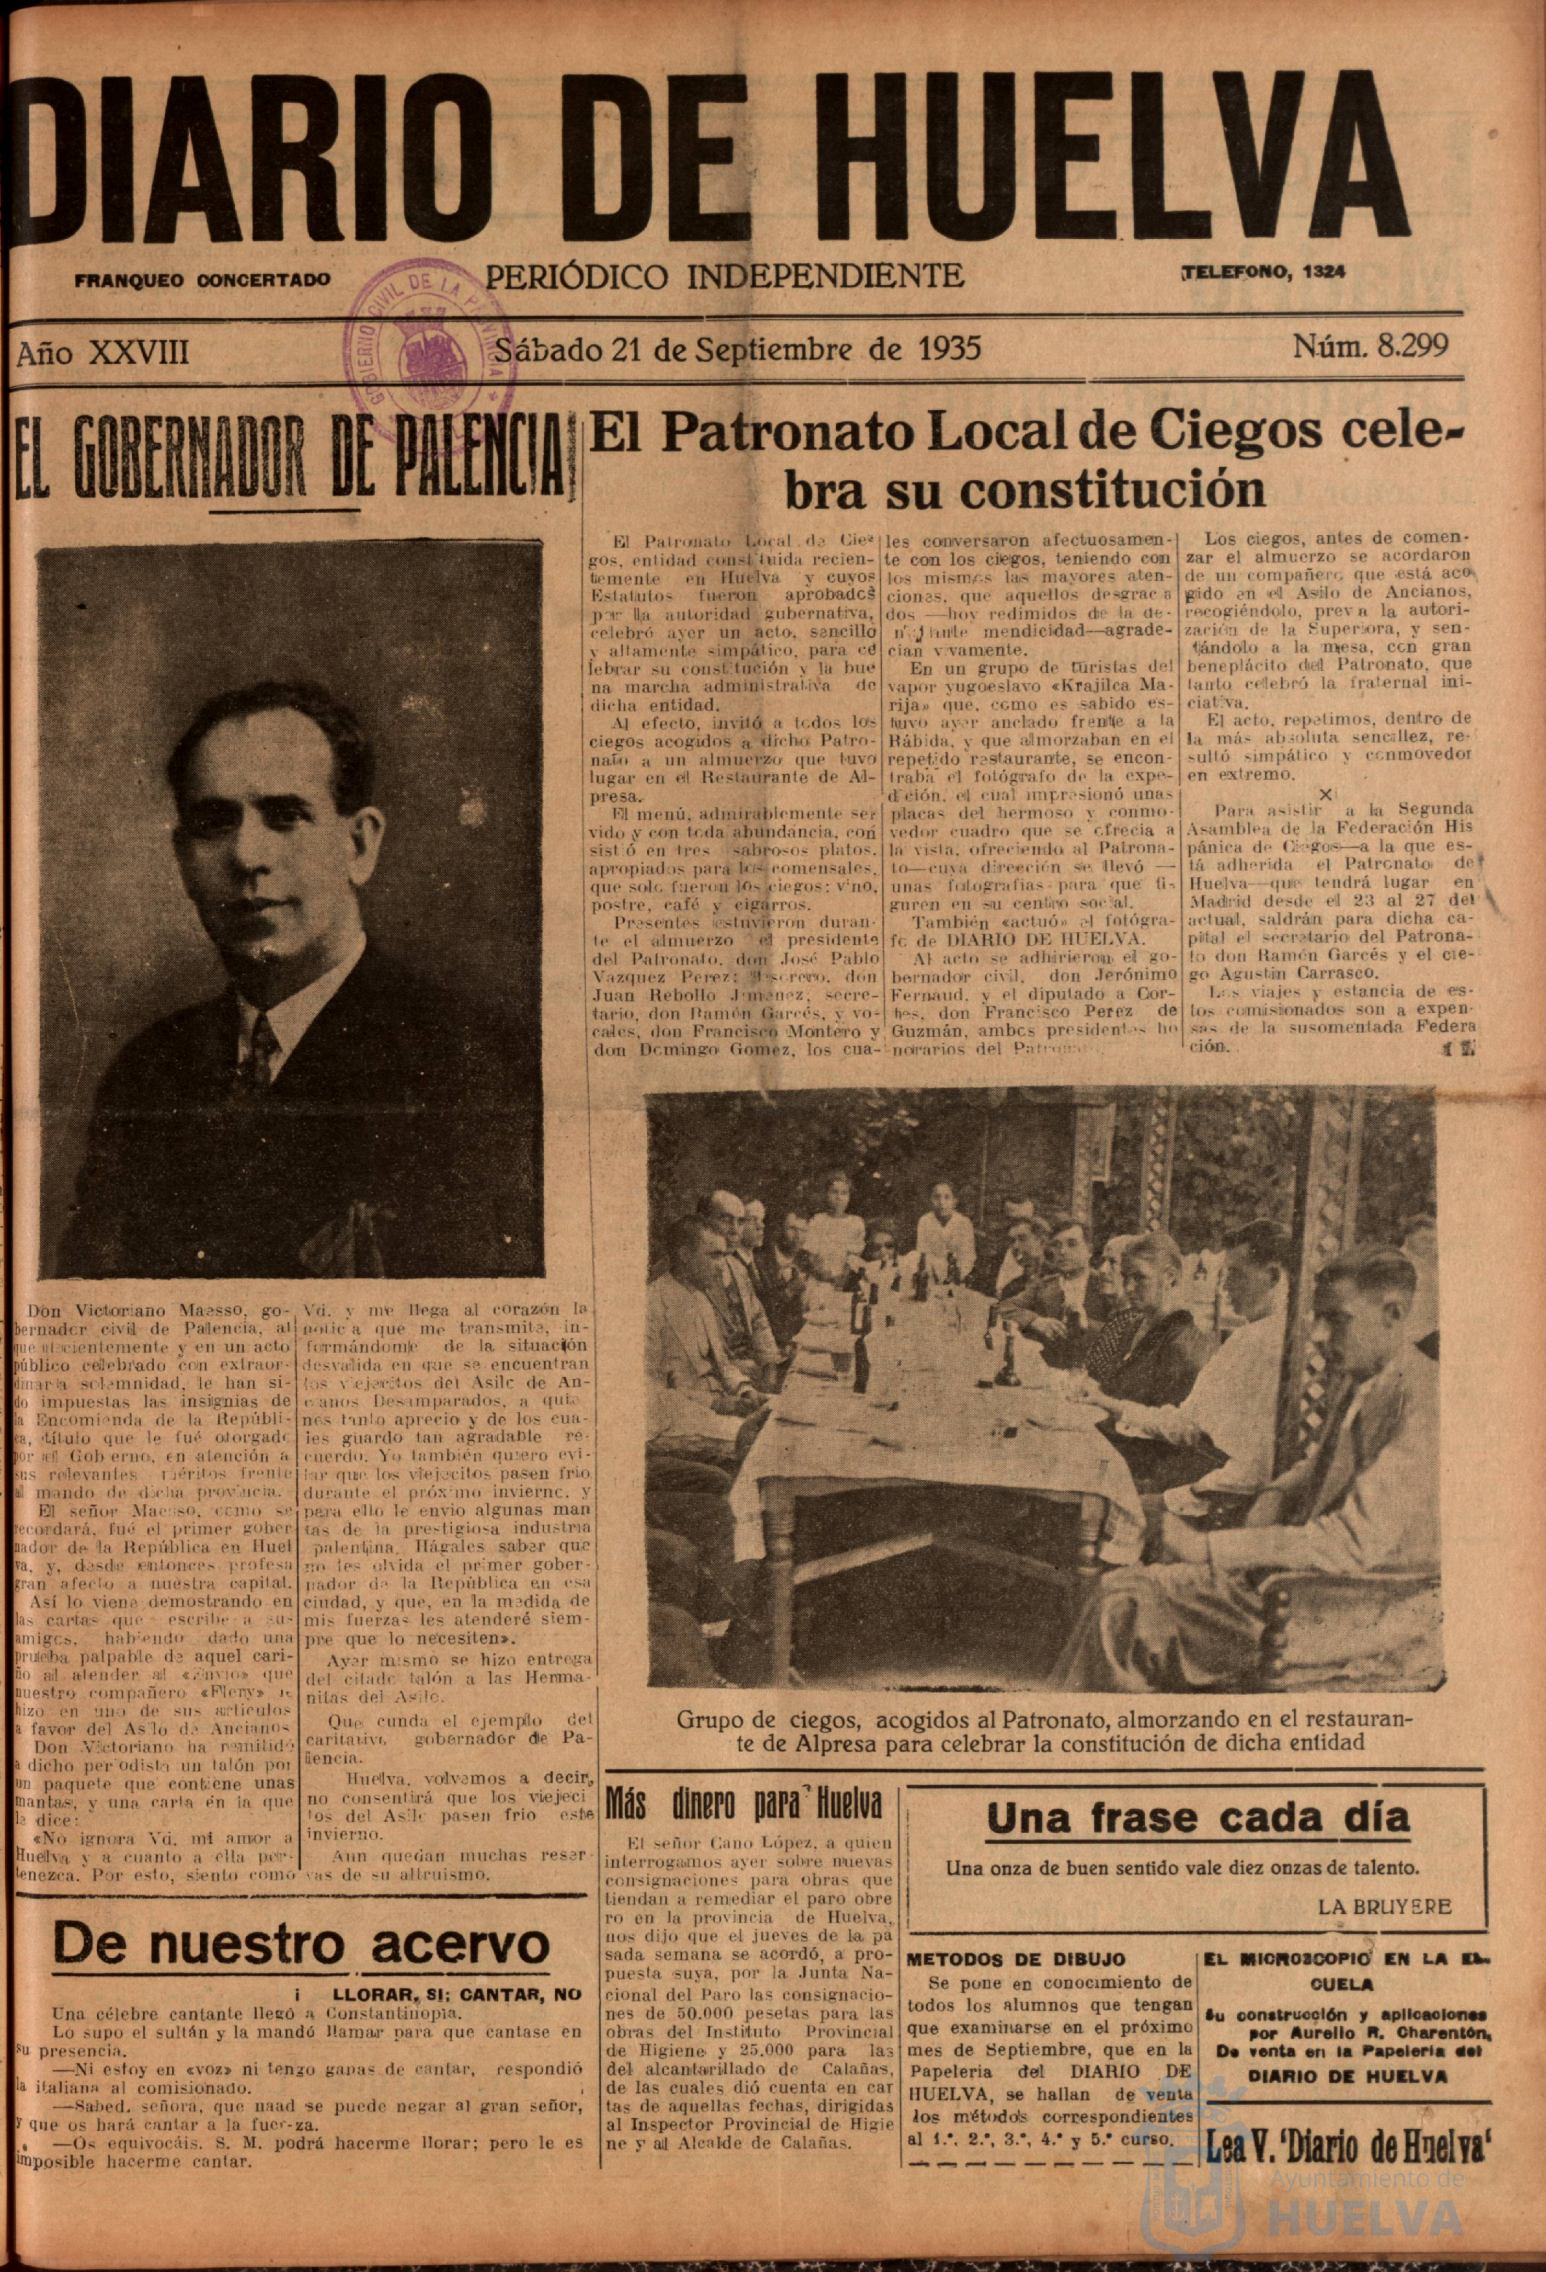 DIARIO DE HUELVA
FRANQUEO CONCERTADO
PERIÓDICO INDEPENDIENTE
TELEFONO, 1324
GOBIERNO CIVIL DE LA PROVINCIA
Año XXVIII
Sábado 21 de Septiembre de 1935
Núm. 8.299
EL GOBERNADOR DE PALENCIA
Don Victoriano Maesso, go-
bernador civil de Palencia, al
que recientemente y en un acto
público celebrado con extraor-
dinaria solemnidad, le han si-
do impuestas las insignias de
la Encomienda de la Repúbli-
ca, título que le fué otorgado
por el Gobierno, en atención a
sus relevantes méritos frente
al mando de dicha provincia.
El señor Maesso, como se
recordará, fué el primer gober
nador de la República en Huel
va, y, desde entonces profesa
gran afecto a nuestra capital.
Así lo viene demostrando en
las cartas que escribe a sus
amigos, habiendo dado una
prueba palpable de aquel cari-
ño al atender al «Envío» que
nuestro compañero «Fleny» le
hizo en uno de sus artículos
a favor del Asilo de Ancianos
Don Victoriano ha remitido
a dicho periodista un talón por
un paquete que contiene unas
mantas, y una carta en la que
le dice:
«No ignora Vd. mi amor a
Huelva y a cuanto a ella per-
tenezca. Por esto, siento como
Vd. y me llega al corazón la
noticia que me transmite, in-
formándome de la situación
desvalida en que se encuentran
los viejecitos del Asilo de An-
cianos Desamparados, a quie
nes tanto aprecio y de los cua-
les guardo tan agradable re-
cuerdo. Yo también quiero evi-
tar que los viejecitos pasen frio
durante el próximo invierno, y
para ello le envio algunas man
tas de la prestigiosa industria
palentina. Hágales saber que
no les olvida el primer gober-
nador de la República en esa
ciudad, y que, en la medida de
mis fuerzas les atenderé siem-
pre que lo necesiten».
Ayer mismo se hizo entrega
del citado talón a las Herma-
nitas del Asilo.
Que cunda el ejemplo del
caritativo gobernador de Pa-
lencia.
Huelva, volvemos a decir,
no consentirá que los viejeci
tos del Asilo pasen frio este
invierno.
Aun quedan muchas reser-
vas de su altruismo.
De nuestro acervo
LLORAR, SI; CANTAR, NO
Una célebre cantante llegó a Constantinopla.
Lo supo el sultán y la mandó llamar para que cantase en
su presencia.
—Ni estoy en «voz» ni tengo ganas de cantar, respondió
la italiana al comisionado.
—Sabed, señora, que naad se puede negar al gran señor,
y que os hará cantar a la fuer-za.
—Os equivocáis. S. M. podrá hacerme llorar; pero le es
imposible hacerme cantar.
El Patronato Local de Ciegos cele-
bra su constitución
El Patronato Local de Cie-
gos, entidad constituida recien-
temente en Huelva y cuyos
Estatutos fueron aprobados
por la autoridad gubernativa,
celebró ayer un acto, sencillo
y altamente simpático, para ce
lebrar su constitución y la bue
na marcha administrativa de
dicha entidad.
Al efecto, invitó a todos los
ciegos acogidos a dicho Patro-
nato a un almuerzo que tuvo
lugar en el Restaurante de Al-
presa.
El menú, admirablemente ser
vido y con toda abundancia, con
sistió en tres sabrosos platos,
apropiados para los comensales,
que solo fueron los ciegos; vino,
postre, café y cigarros.
Presentes estuvieron duran-
te el almuerzo el presidente
del Patronato, don José Pablo
Vazquez Perez; tesorero, don
Juan Rebollo Jimenez; secre-
tario, don Ramón Garcés, y vo-
cales, don Francisco Montero y
don Domingo Gomez, los cua-
les conversaron afectuosamen-
te con los ciegos, teniendo con
los mismos las mayores aten-
ciones, que aquellos desgracia
dos —hoy redimidos de la de-
nigrante mendicidad—agrade-
cían vivamente.
En un grupo de turistas del
vapor yugoeslavo «Krajilca Ma-
rija» que, como es sabido es-
tuvo ayer anclado frente a la
Rábida, y que almorzaban en el
repetido restaurante, se encon-
traba el fotógrafo de la expe-
dición, el cual impresionó unas
placas del hermoso y conmo-
vedor cuadro que se ofrecia a
la vista, ofreciendo al Patrona-
to—cuya dirección se llevó —
unas fotografias para que fi-
guren en su centro social.
También «actuó» el fotógra-
fo de DIARIO DE HUELVA.
Al acto se adhirieron el go-
bernador civil, don Jerónimo
Fernaud, y el diputado a Cor-
tes, don Francisco Perez de
Guzmán, ambos presidentes ho
norarios del Patronato.
Los ciegos, antes de comen-
zar el almuerzo se acordaron
de un compañero que está aco
gido en el Asilo de Ancianos,
recogiéndolo, previa la autori-
zación de la Superiora, y sen-
tándolo a la mesa, con gran
beneplácito del Patronato, que
tanto celebró la fraternal ini-
ciativa.
El acto, repetimos, dentro de
la más absoluta sencillez, re-
sultó simpático y conmovedor
en extremo.
X
Para asistir a la Segunda
Asamblea de la Federación His
pánica de Ciegos—a la que es-
tá adherida el Patronato de
Huelva—que tendrá lugar en
Madrid desde el 23 al 27 del
actual, saldrán para dicha ca-
pital el secretario del Patrona-
to don Ramón Garcés y el cie-
go Agustin Carrasco.
Los viajes y estancia de es-
tos comisionados son a expen-
sas de la susomentada Federa
ción.
Grupo de ciegos, acogidos al Patronato, almorzando en el restauran-
te de Alpresa para celebrar la constitución de dicha entidad
Más dinero para Huelva
El señor Cano López, a quien
interrogamos ayer sobre nuevas
consignaciones para obras que
tiendan a remediar el paro obre
ro en la provincia de Huelva,
nos dijo que el jueves de la pa
sada semana se acordó, a pro-
puesta suya, por la Junta Na-
cional del Paro las consignacio-
nes de 50.000 pesetas para las
obras del Instituto Provincial
de Higiene y 25.000 para las
del alcantarillado de Calañas,
de las cuales dió cuenta en car
tas de aquellas fechas, dirigidas
al Inspector Provincial de Higie
ne y al Alcalde de Calañas.
Una frase cada día
Una onza de buen sentido vale diez onzas de talento.
LA BRUYERE
METODOS DE DIBUJO
Se pone en conocimiento de
todos los alumnos que tengan
que examinarse en el próximo
mes de Septiembre, que en la
Papeleria del DIARIO DE
HUELVA, se hallan de venta
los métodos correspondientes
al 1.º, 2.º, 3.º, 4.º y 5.º curso.
EL MICROSCOPIO EN LA ES-
CUELA
Su construcción y aplicaciones
por Aurelio R. Charentón,
De venta en la Papelería del
DIARIO DE HUELVA
Lea V. 'Diario de Huelva'
Ayuntamiento de
HUELVA